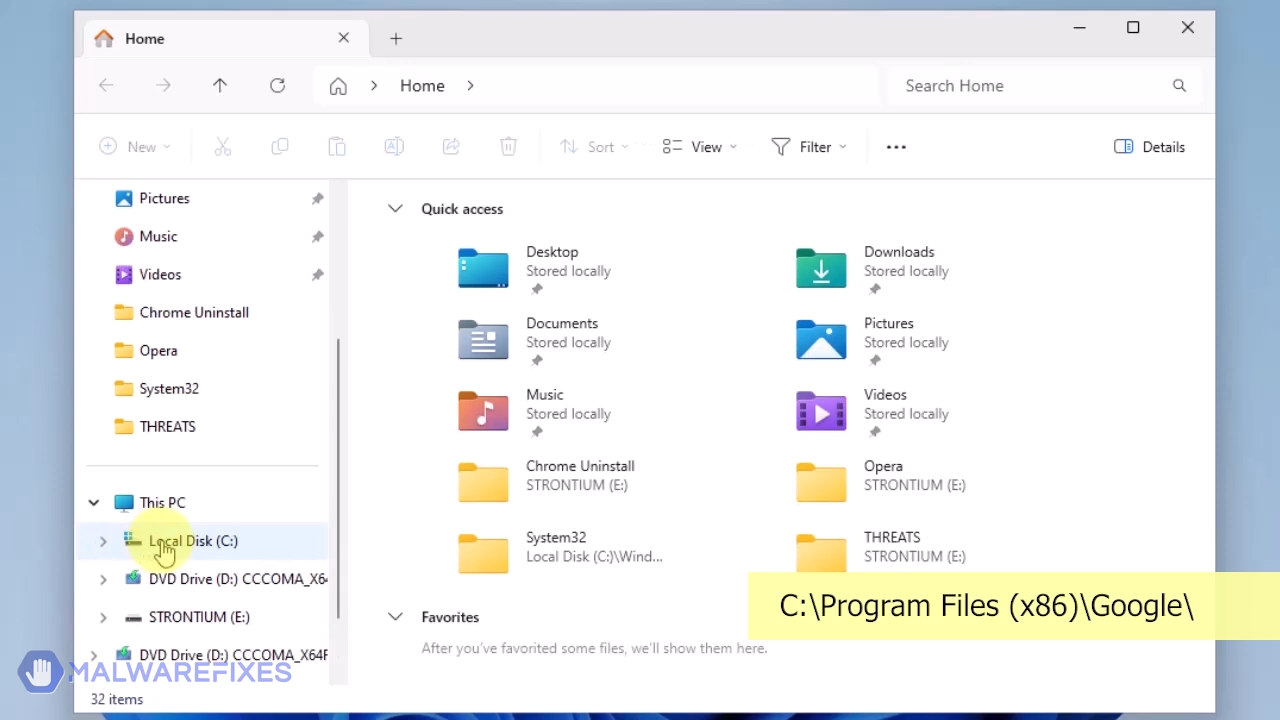 Home
Home
Search Home
New
Sort
View
Filter
Details
Pictures
Music
Videos
Chrome Uninstall
Opera
System32
THREATS
This PC
Local Disk (C:)
DVD Drive (D:) CCCOMA_X64
STRONTIUM (E:)
DVD Drive (D:) CCCOMA_X64F
32 items
Quick access
Desktop
Stored locally
Downloads
Stored locally
Documents
Stored locally
Pictures
Stored locally
Music
Stored locally
Videos
Stored locally
Chrome Uninstall
STRONTIUM (E:)
Opera
STRONTIUM (E:)
System32
Local Disk (C:)\Wind...
THREATS
STRONTIUM (E:)
Favorites
After you've favorited some files, we'll show them here.
C:\Program Files (x86)\Google\
MALWAREFIXES